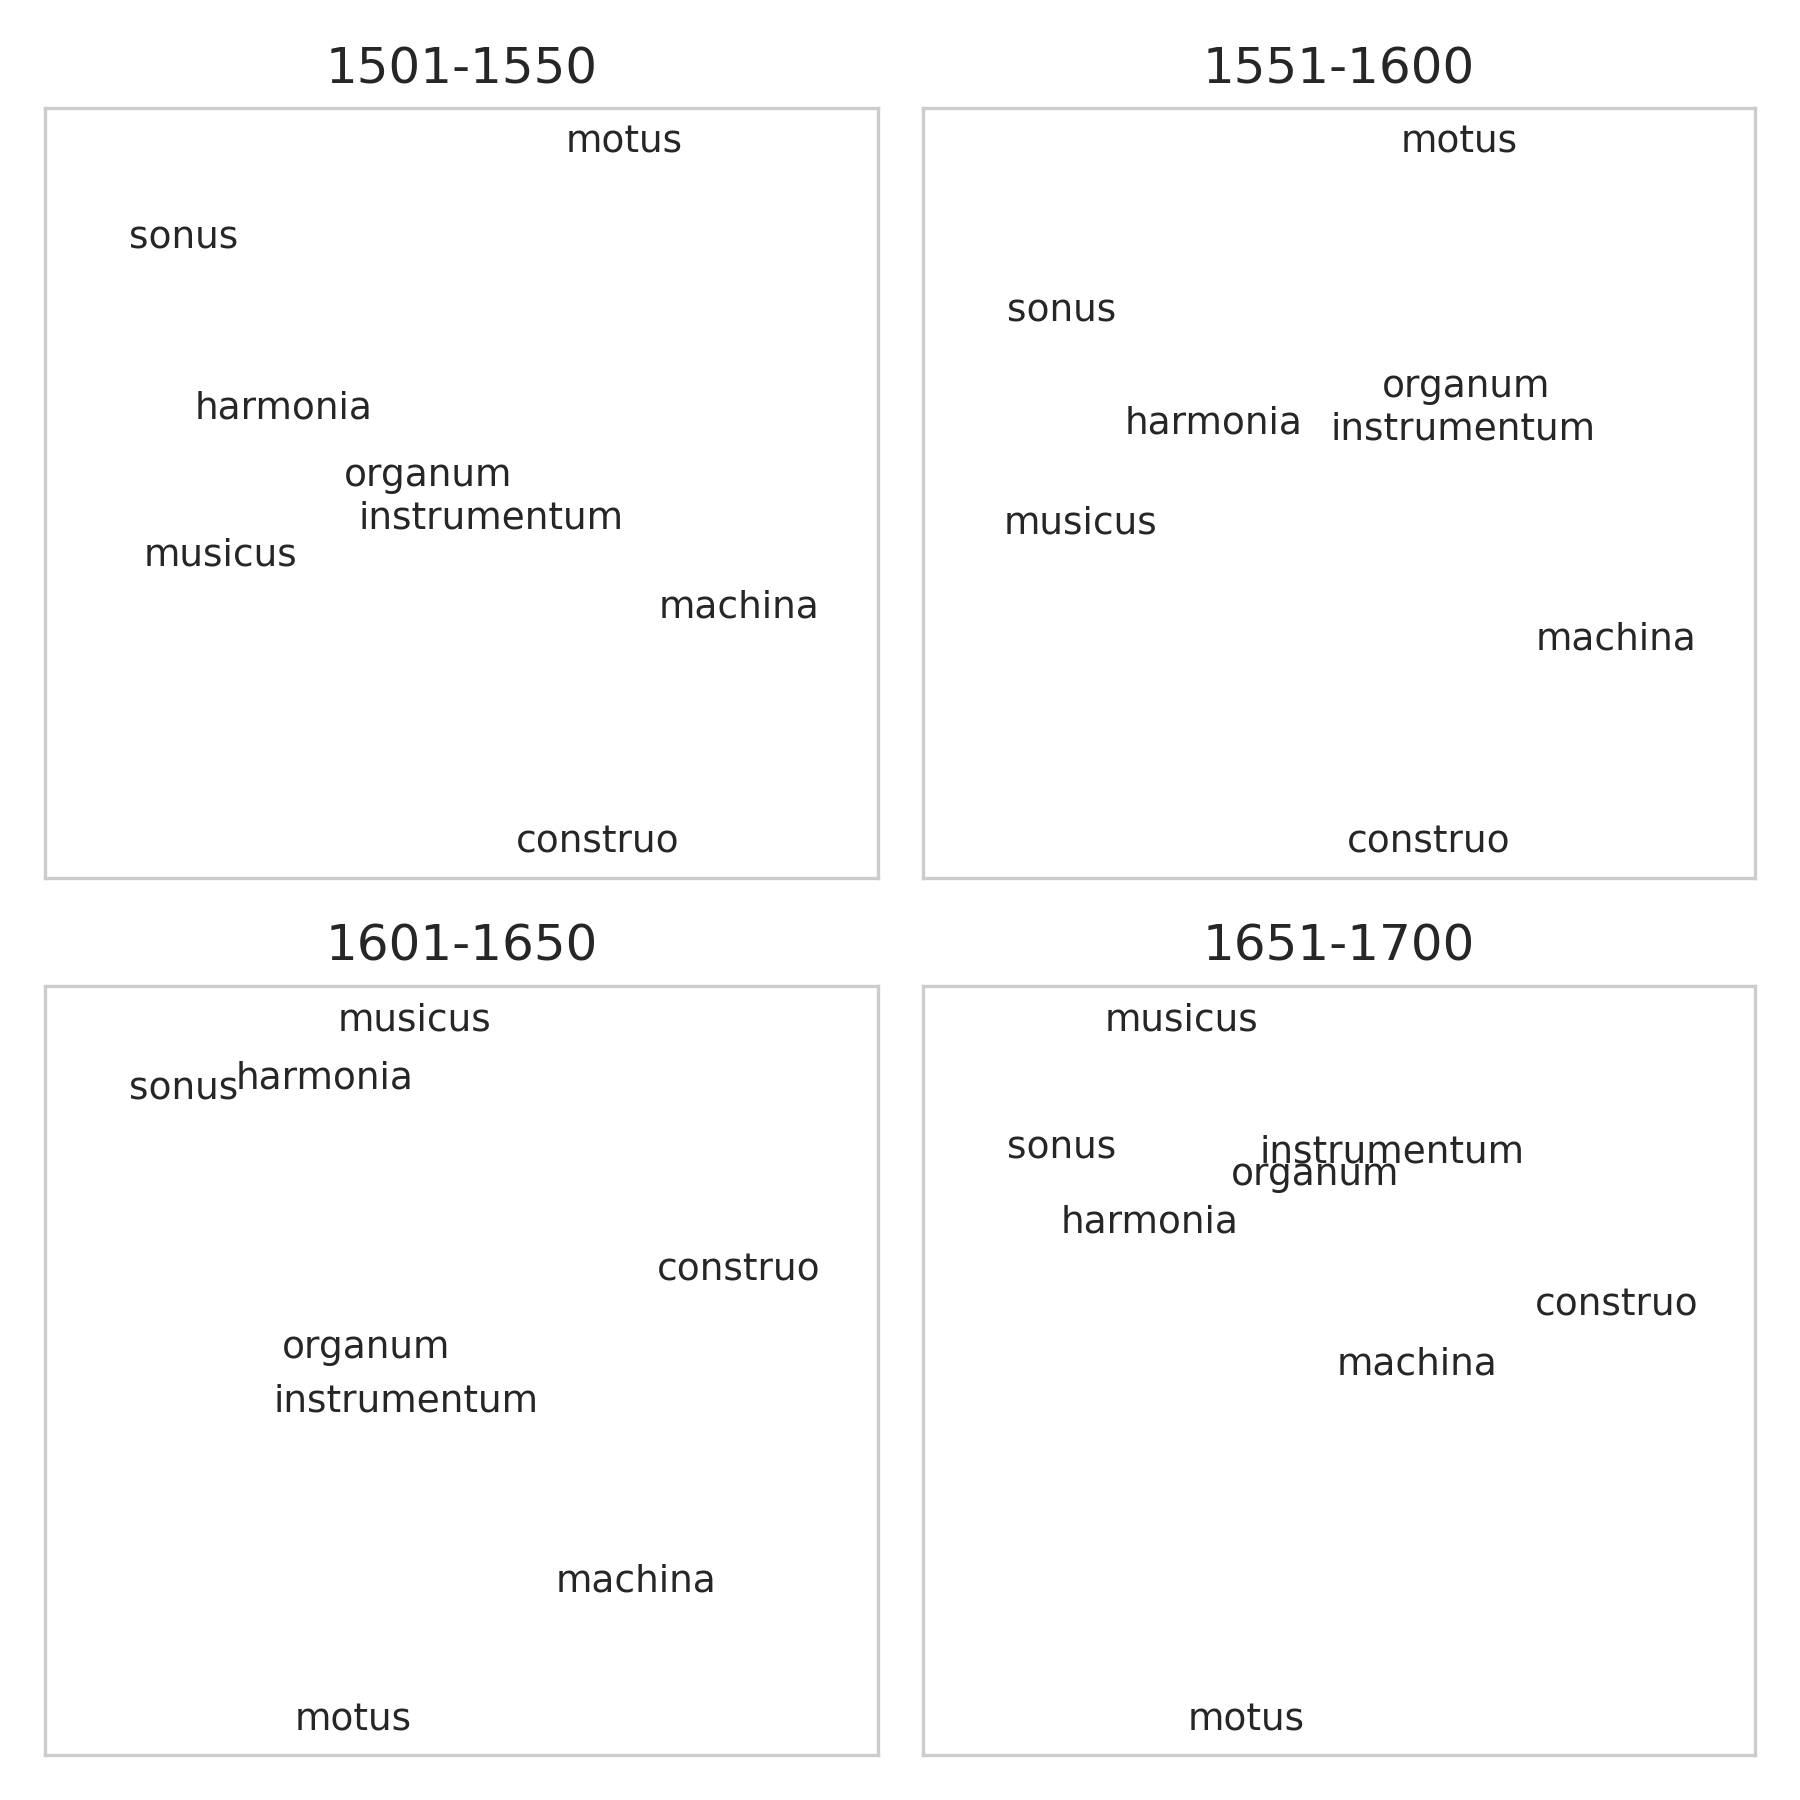 1501-1550
motus
sonus
harmonia
organum
instrumentum
musicus
machina
construo
1551-1600
motus
sonus
organum
harmonia
instrumentum
musicus
machina
construo
1601-1650
musicus
harmonia
sonus
construo
organum
instrumentum
machina
motus
1651-1700
musicus
sonus
instrumentum
organum
harmonia
construo
machina
motus